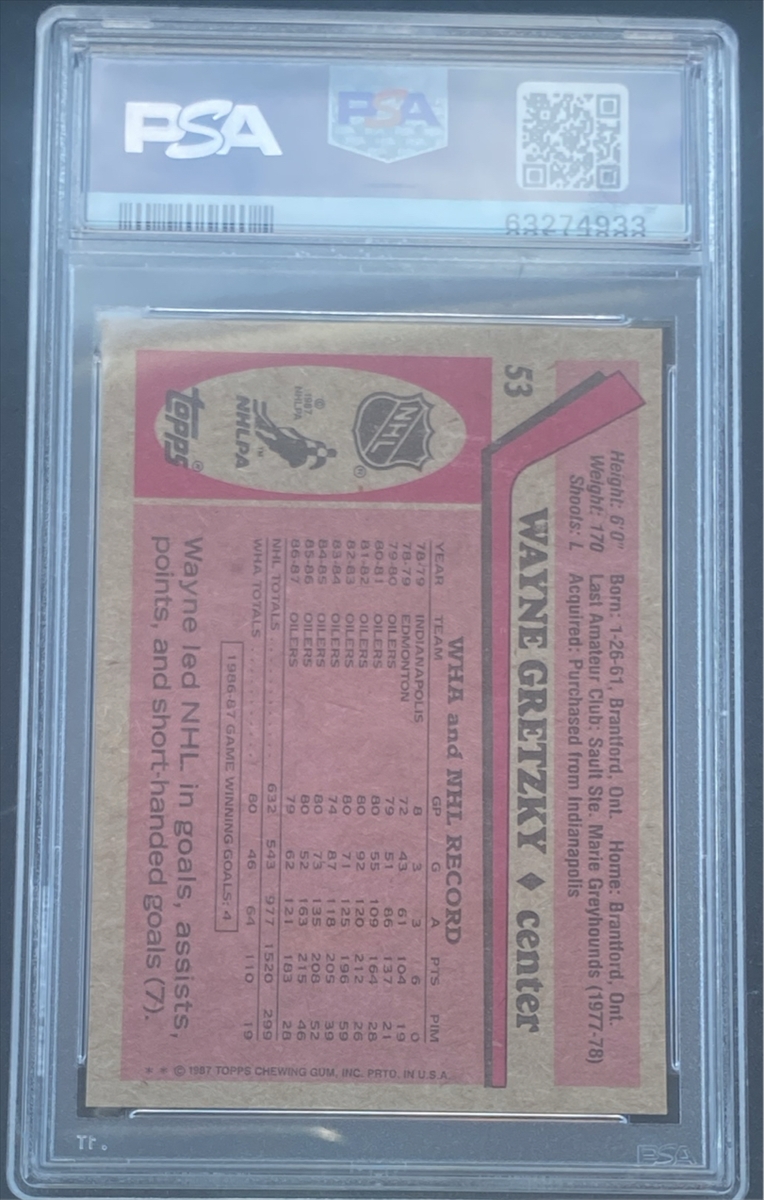 PSA
PSA
63274933
53
Height: 6'0" Born: 1-26-61, Brantford, Ont. Home: Brantford, Ont.
Weight: 170 Last Amateur Club: Sault Ste. Marie Greyhounds (1977-78)
Shoots: L Acquired: Purchased from Indianapolis
WAYNE GRETZKY ♦ center
NHL
®
© 1987 NHLPA
NHLPA
™
topps®
WHA and NHL RECORD
YEAR TEAM GP G A PTS PIM
78-79 INDIANAPOLIS 8 3 3 6 0
78-79 EDMONTON 72 43 61 104 19
79-80 OILERS 79 51 86 137 21
80-81 OILERS 80 55 109 164 28
81-82 OILERS 80 92 120 212 26
82-83 OILERS 80 71 125 196 59
83-84 OILERS 74 87 118 205 39
84-85 OILERS 80 73 135 208 52
85-86 OILERS 80 52 163 215 46
86-87 OILERS 79 62 121 183 28
NHL TOTALS . . . . . . . . . . 632 543 977 1520 299
WHA TOTALS . . . . . . . . . . 80 46 64 110 19
1986-87 GAME WINNING GOALS: 4
Wayne led NHL in goals, assists,
points, and short-handed goals (7).
* * © 1987 TOPPS CHEWING GUM, INC. PRTD. IN U.S.A.
PSA